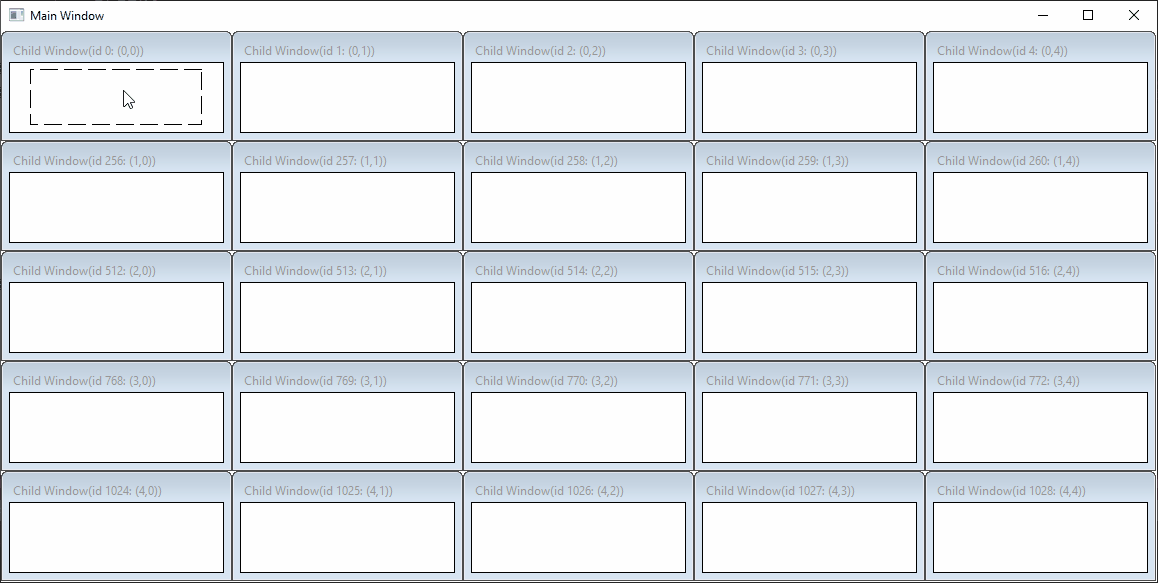 Main Window
Child Window(id 0: (0,0))
Child Window(id 1: (0,1))
Child Window(id 2: (0,2))
Child Window(id 3: (0,3))
Child Window(id 4: (0,4))
Child Window(id 256: (1,0))
Child Window(id 257: (1,1))
Child Window(id 258: (1,2))
Child Window(id 259: (1,3))
Child Window(id 260: (1,4))
Child Window(id 512: (2,0))
Child Window(id 513: (2,1))
Child Window(id 514: (2,2))
Child Window(id 515: (2,3))
Child Window(id 516: (2,4))
Child Window(id 768: (3,0))
Child Window(id 769: (3,1))
Child Window(id 770: (3,2))
Child Window(id 771: (3,3))
Child Window(id 772: (3,4))
Child Window(id 1024: (4,0))
Child Window(id 1025: (4,1))
Child Window(id 1026: (4,2))
Child Window(id 1027: (4,3))
Child Window(id 1028: (4,4))